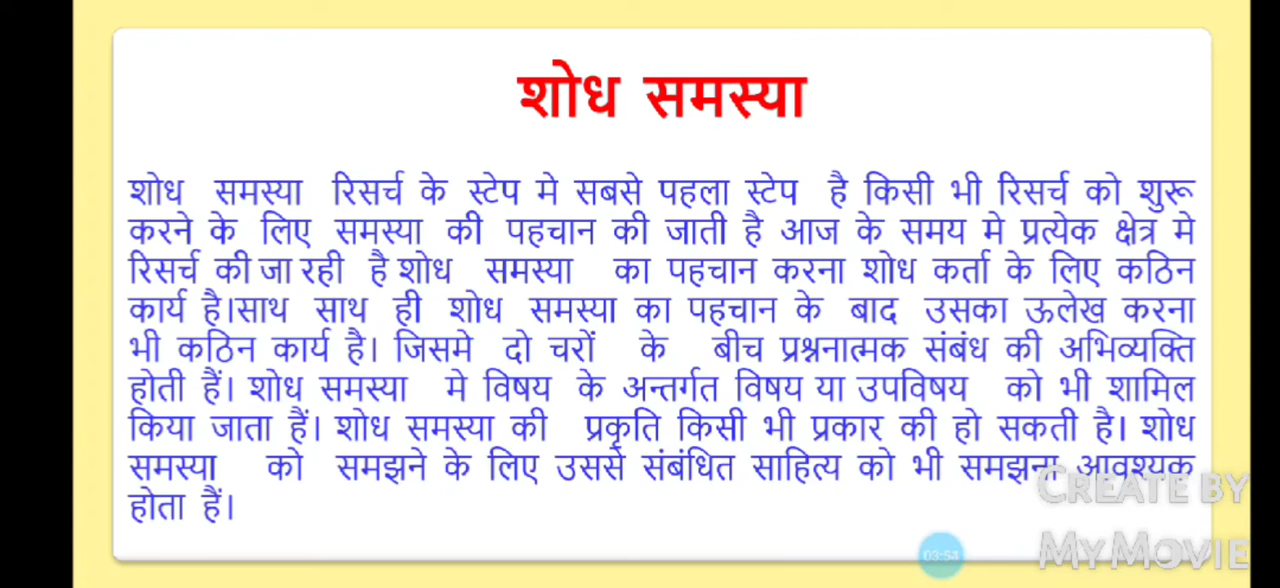 शोध समस्या
शोध समस्या रिसर्च के स्टेप मे सबसे पहला स्टेप है किसी भी रिसर्च को शुरू
करने के लिए समस्या की पहचान की जाती है आज के समय मे प्रत्येक क्षेत्र मे
रिसर्च की जा रही है शोध समस्या का पहचान करना शोध कर्ता के लिए कठिन
कार्य है।साथ साथ ही शोध समस्या का पहचान के बाद उसका ऊलेख करना
भी कठिन कार्य है। जिसमे दो चरों के बीच प्रश्ननात्मक संबंध की अभिव्यक्ति
होती हैं। शोध समस्या मे विषय के अन्तर्गत विषय या उपविषय को भी शामिल
किया जाता हैं। शोध समस्या की प्रकृति किसी भी प्रकार की हो सकती है। शोध
समस्या को समझने के लिए उससे संबंधित साहित्य को भी समझना आवश्यक
होता हैं।
CREATE BY
03:54
MY MOVIE